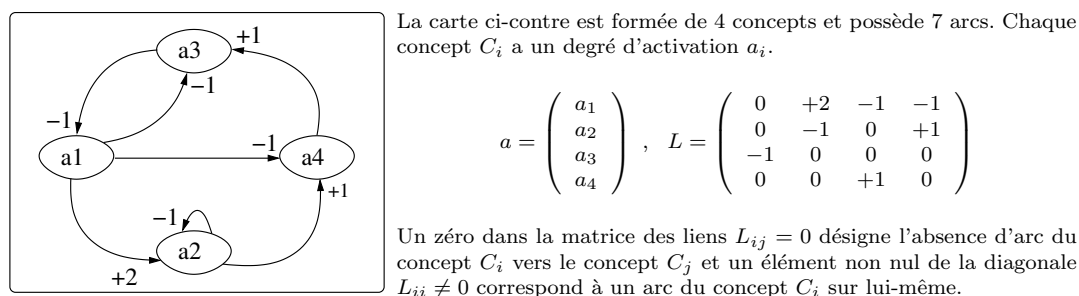 +1
a3
−1
−1
−1
a1
a4
+1
−1
a2
+2
La carte ci-contre est formée de 4 concepts et possède 7 arcs. Chaque
concept C_i a un degré d'activation a_i.
a = ( a_1 a_2 a_3 a_4 ) , L =
0 +2 −1 −1
0 −1 0 +1
−1 0 0 0
0 0 +1 0
Un zéro dans la matrice des liens L_{ij} = 0 désigne l'absence d'arc du
concept C_i vers le concept C_j et un élément non nul de la diagonale
L_{ii} ≠ 0 correspond à un arc du concept C_i sur lui-même.